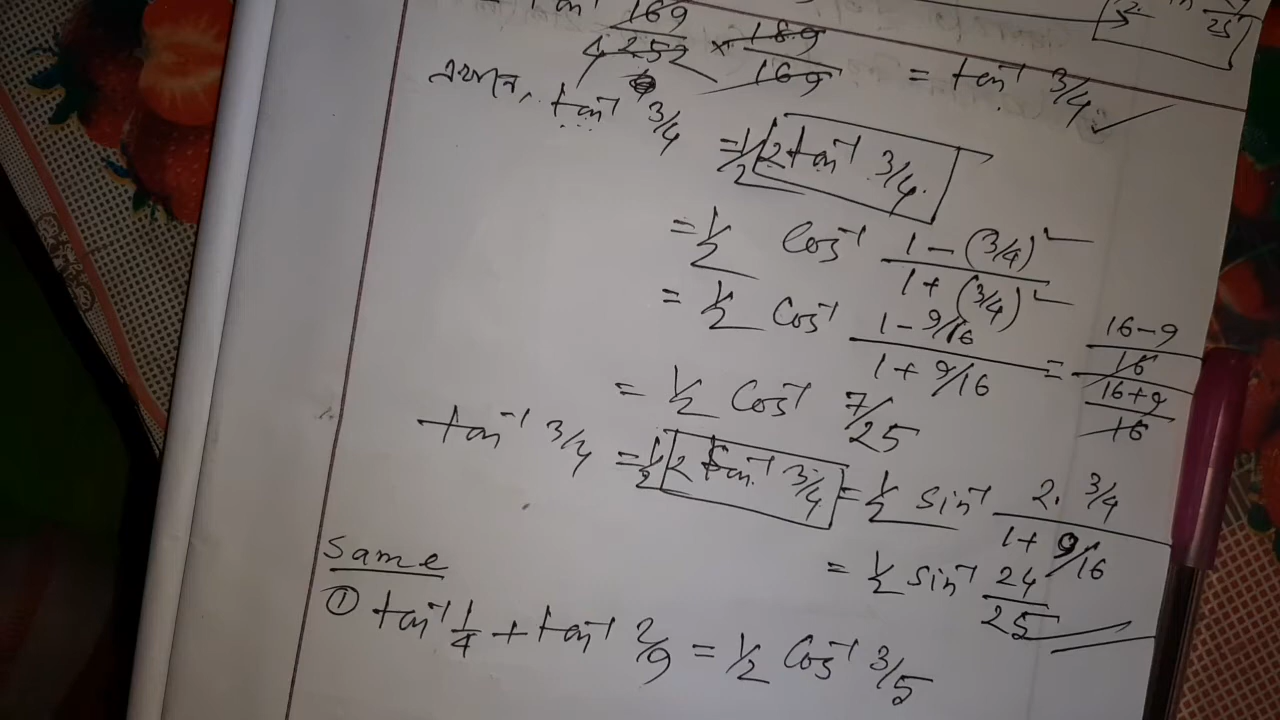 = tan⁻¹ 169/4252 × 189/169 = tan⁻¹ 3/4
এখন, tan⁻¹ 3/4 = 1/2 2 tan⁻¹ 3/4.
= 1/2 Cos⁻¹ (1 - (3/4)²)/(1 + (3/4)²)
= 1/2 Cos⁻¹ (1 - 9/16)/(1 + 9/16) = ((16-9)/16)/((16+9)/16)
= 1/2 Cos⁻¹ 7/25
tan⁻¹ 3/4 = 1/2 2 tan⁻¹ 3/4 = 1/2 sin⁻¹ (2. 3/4)/(1 + 9/16)
= 1/2 sin⁻¹ 24/25
Same
① tan⁻¹ 1/4 + tan⁻¹ 2/9 = 1/2 Cos⁻¹ 3/5